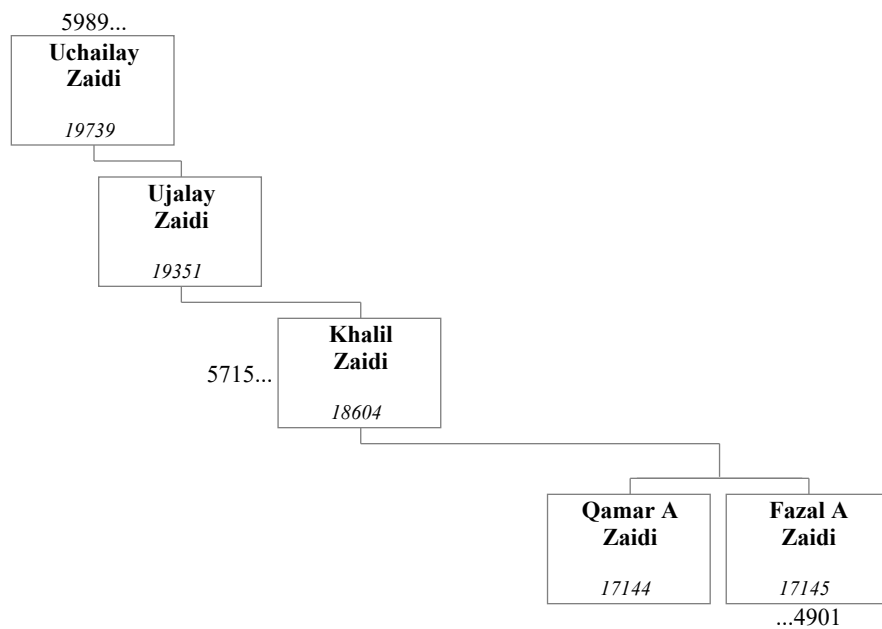 5989...
Uchailay
Zaidi
19739
Ujalay
Zaidi
19351
Khalil
Zaidi
5715...
18604
Qamar A
Zaidi
17144
Fazal A
Zaidi
17145
...4901